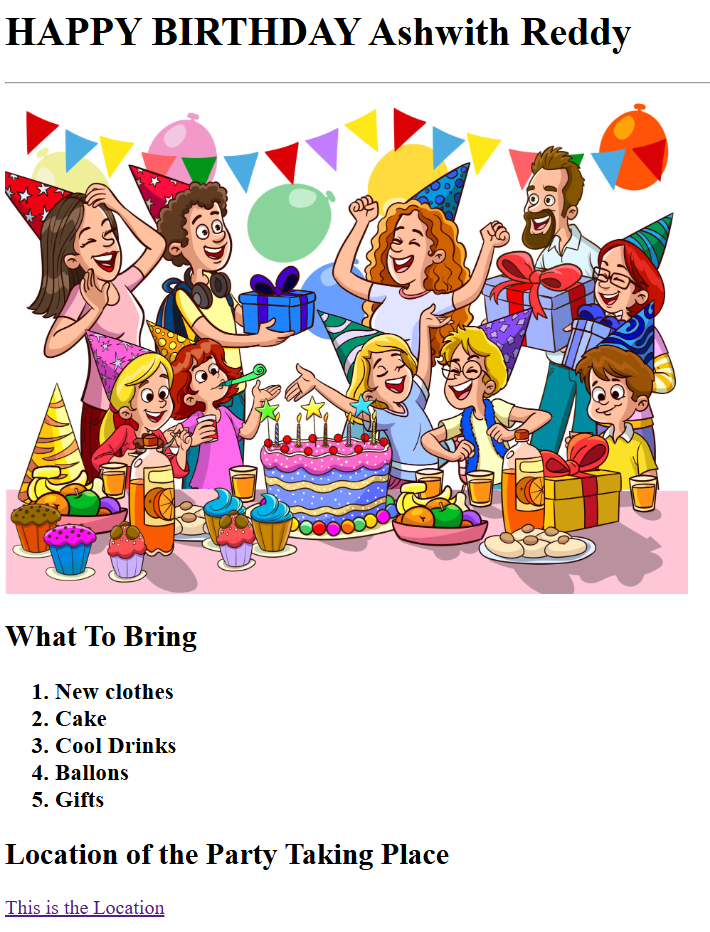 HAPPY BIRTHDAY Ashwith Reddy
What To Bring
1. New clothes
2. Cake
3. Cool Drinks
4. Ballons
5. Gifts
Location of the Party Taking Place
This is the Location